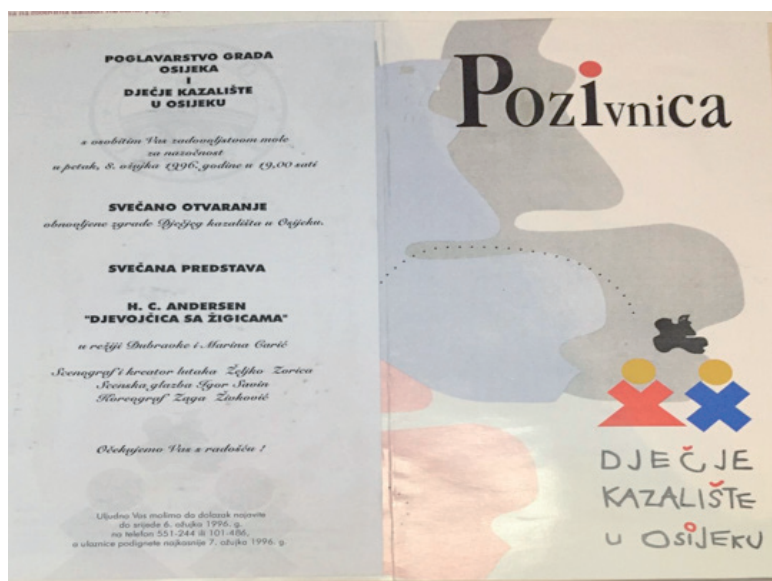 POGLAVARSTVO GRADA
OSIJEKA
I
DJEČJE KAZALIŠTE
U OSIJEKU
s osobitim Vas zadovoljstvom mole
za nazočnost
u petak, 8. ožujka 1996. godine u 19,00 sati
SVEČANO OTVARANJE
obnovljene zgrade Dječjeg kazališta u Osijeku.
SVEČANA PREDSTAVA
H. C. ANDERSEN
"DJEVOJČICA SA ŽIGICAMA"
u režiji Dubravke i Marina Carić
Scenograf i kreator lutaka Željko Zorica
Scenska glazba Igor Savin
Koreograf Zaga Živković
Očekujemo Vas s radošću !
Uljudno Vas molimo da dolazak najavite
do srijede 6. ožujka 1996. g.
na telefon 551-244 ili 101-486,
a ulaznice podignete najkasnije 7. ožujka 1996. g.
Pozivnica
DJEČJE
KAZALIŠTE
U OSIJEKU